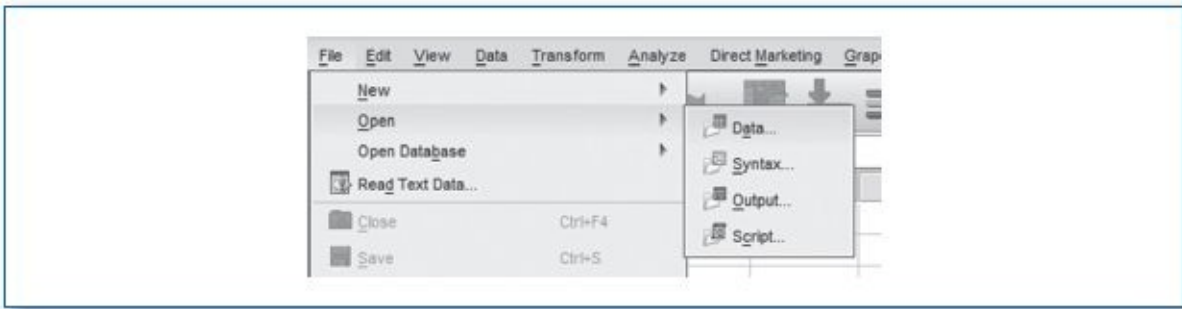 File Edit View Data Transform Analyze Direct Marketing
New
Open
Open Database
Read Text Data...
Close Ctrl+F4
Save Ctrl+S
Data...
Syntax...
Output...
Script...